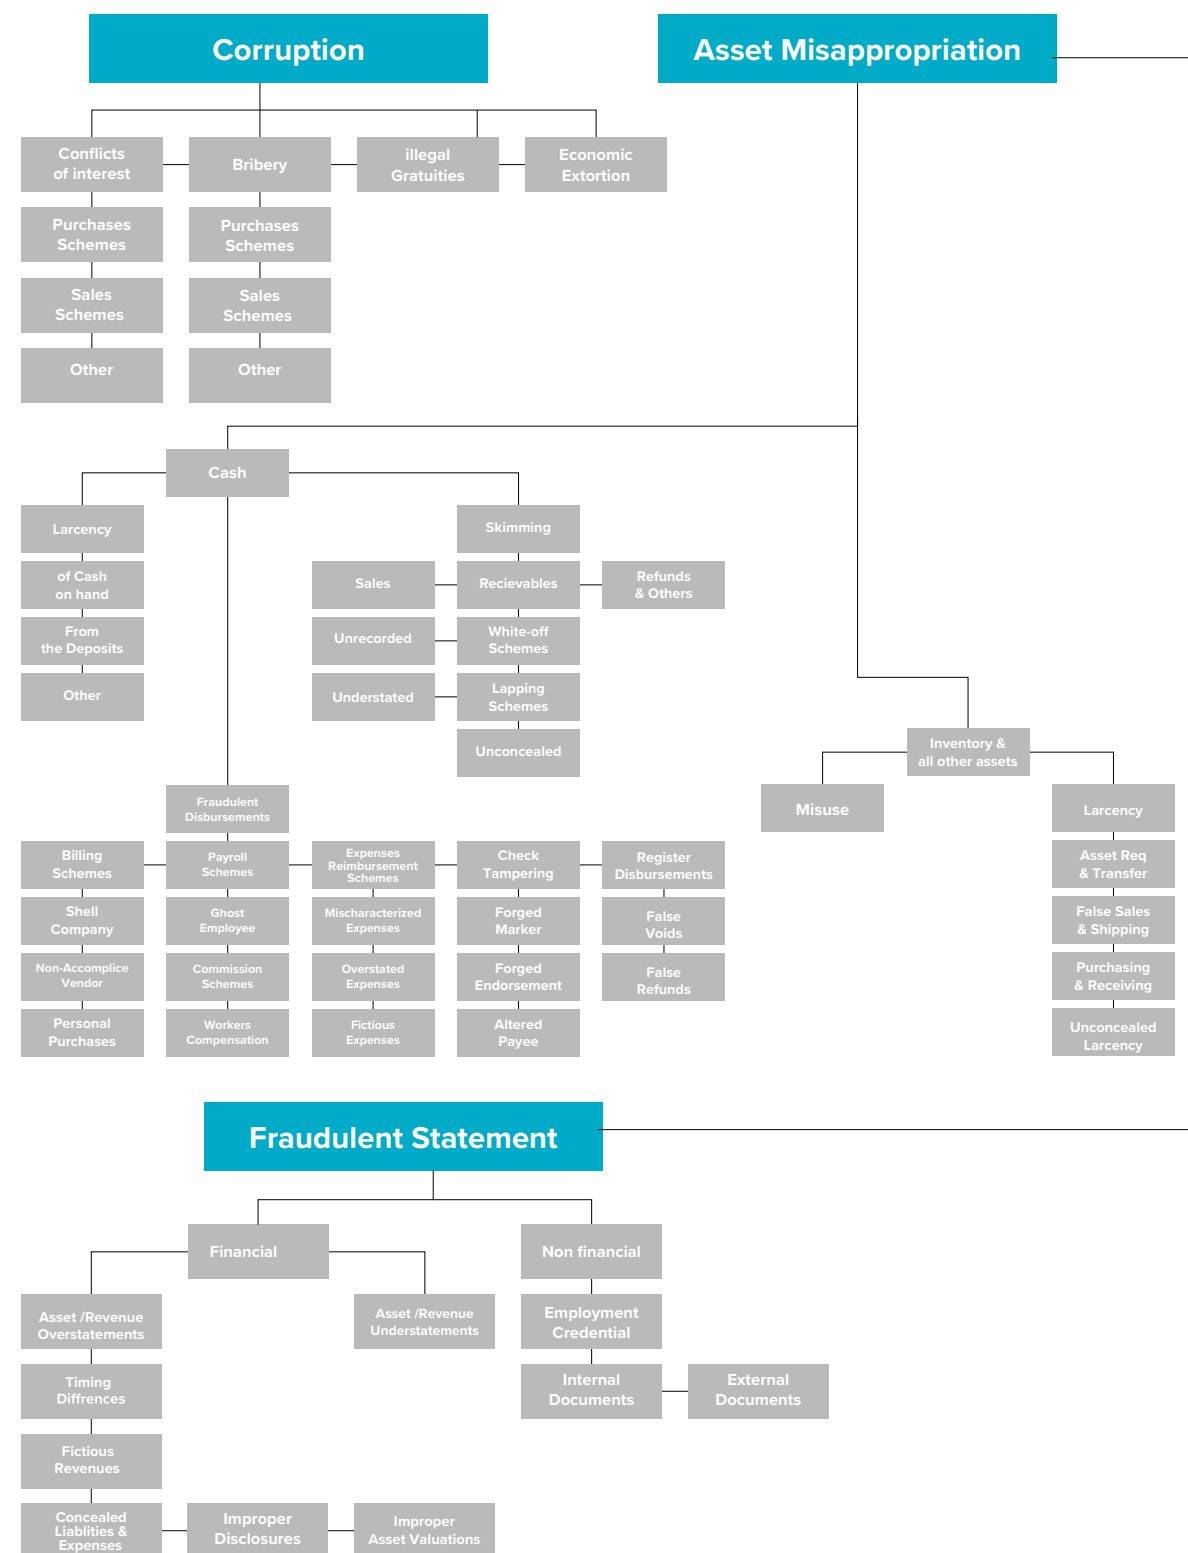 Corruption
Asset Misappropriation
Conflicts
of interest
Bribery
illegal
Gratuities
Economic
Extortion
Purchases
Schemes
Purchases
Schemes
Sales
Schemes
Sales
Schemes
Other
Other
Cash
Larcency
Skimming
of Cash
on hand
Sales
Recievables
Refunds
& Others
From
the Deposits
Unrecorded
White-off
Schemes
Other
Understated
Lapping
Schemes
Unconcealed
Inventory &
all other assets
Misuse
Larcency
Fraudulent
Disbursements
Billing
Schemes
Payroll
Schemes
Expenses
Reimbursement
Schemes
Check
Tampering
Register
Disbursements
Asset Req
& Transfer
Shell
Company
Ghost
Employee
Mischaracterized
Expenses
Forged
Marker
False
Voids
False Sales
& Shipping
Non-Accomplice
Vendor
Commission
Schemes
Overstated
Expenses
Forged
Endorsement
False
Refunds
Purchasing
& Receiving
Personal
Purchases
Workers
Compensation
Fictious
Expenses
Altered
Payee
Unconcealed
Larcency
Fraudulent Statement
Financial
Non financial
Asset /Revenue
Overstatements
Asset /Revenue
Understatements
Employment
Credential
Timing
Diffrences
Internal
Documents
External
Documents
Fictious
Revenues
Concealed
Liablities &
Expenses
Improper
Disclosures
Improper
Asset Valuations